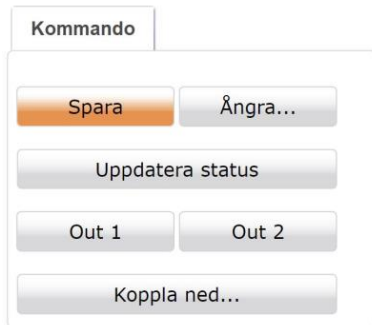 Kommando
Spara Ångra...
Uppdatera status
Out 1 Out 2
Koppla ned...